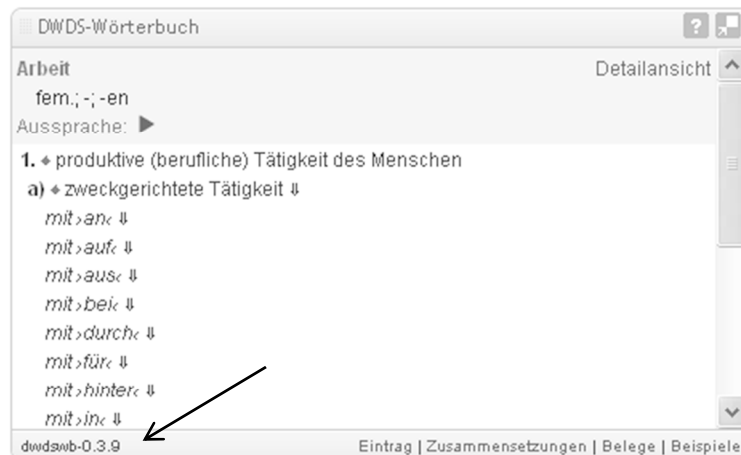 DWDS-Wörterbuch ?
Arbeit Detailansicht
fem.; -; -en
Aussprache:
1. produktive (berufliche) Tätigkeit des Menschen
a) zweckgerichtete Tätigkeit ⇓
mit ›an‹ ⇓
mit ›auf‹ ⇓
mit ›aus‹ ⇓
mit ›bei‹ ⇓
mit ›durch‹ ⇓
mit ›für‹ ⇓
mit ›hinter‹ ⇓
mit ›in‹ ⇓
dwdswb-0.3.9 Eintrag | Zusammensetzungen | Belege | Beispiele